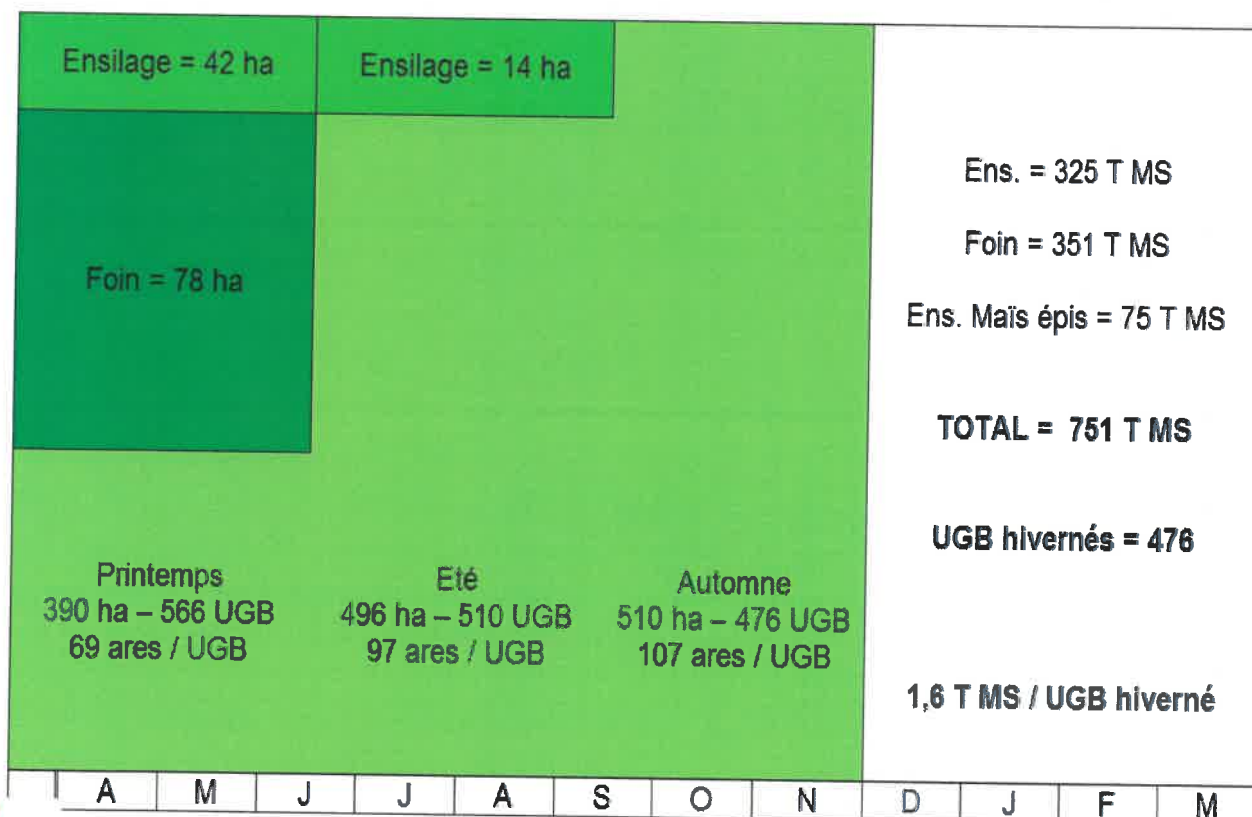 Ensilage = 42 ha
Ensilage = 14 ha
Foin = 78 ha
Ens. = 325 T MS
Foin = 351 T MS
Ens. Maïs épis = 75 T MS
TOTAL = 751 T MS
UGB hivernés = 476
1,6 T MS / UGB hiverné
Printemps
390 ha – 566 UGB
69 ares / UGB
Eté
496 ha – 510 UGB
97 ares / UGB
Automne
510 ha – 476 UGB
107 ares / UGB
A M J J A S O N D J F M